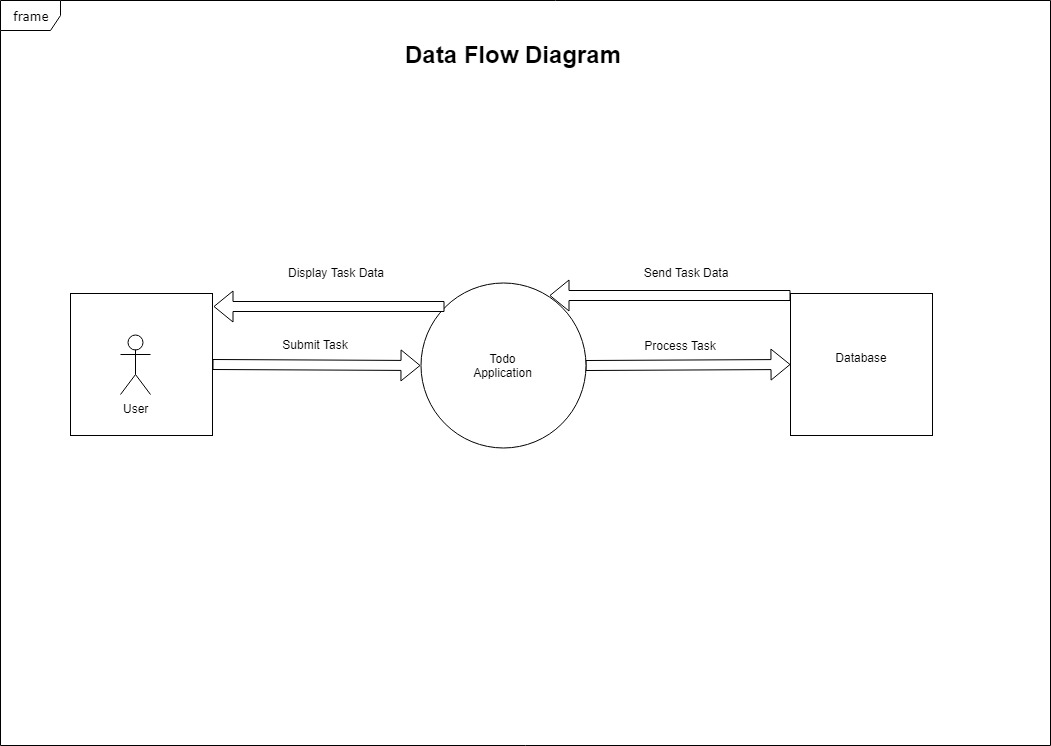 frame
Data Flow Diagram
Display Task Data
Send Task Data
Submit Task
Process Task
Todo
Application
Database
User